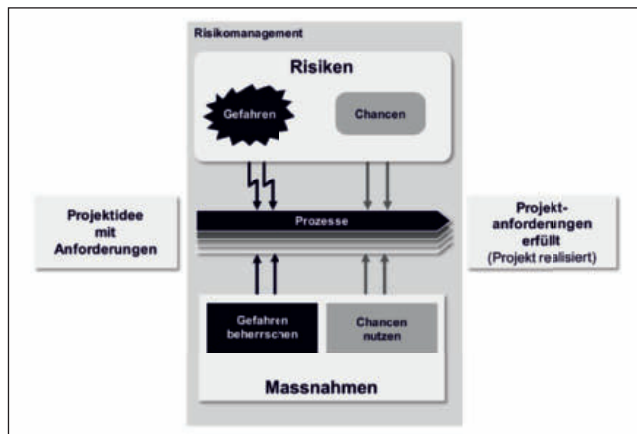 Risikomanagement
Risiken
Gefahren
Chancen
Projektidee
mit
Anforderungen
Prozesse
Projekt-
anforderungen
erfüllt
(Projekt realisiert)
Gefahren
beherrschen
Chancen
nutzen
Massnahmen